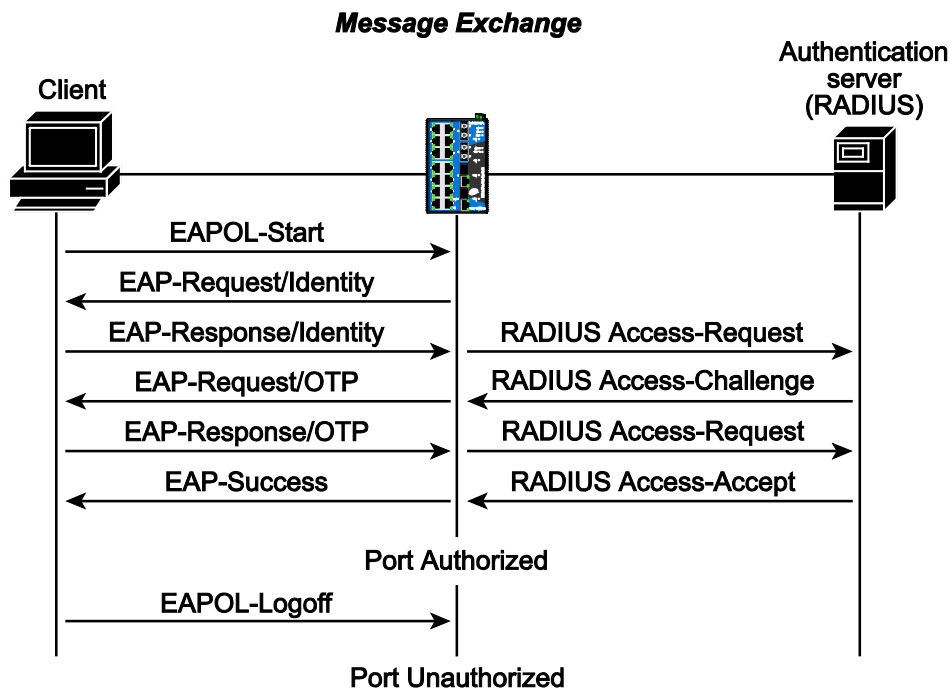 Message Exchange
Authentication
server
(RADIUS)
Client
EAPOL-Start
EAP-Request/Identity
EAP-Response/Identity
RADIUS Access-Request
EAP-Request/OTP
RADIUS Access-Challenge
EAP-Response/OTP
RADIUS Access-Request
EAP-Success
RADIUS Access-Accept
Port Authorized
EAPOL-Logoff
Port Unauthorized